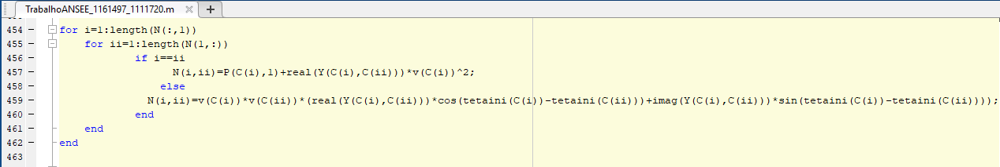 TrabalhoANSEE_1161497_1111720.m × +
454 for i=1:length(N(:,1))
455 for ii=1:length(N(1,:))
456 if i==ii
457 N(i,ii)=P(C(i),1)+real(Y(C(i),C(ii)))*v(C(i))^2;
458 else
459 N(i,ii)=v(C(i))*v(C(ii))*(real(Y(C(i),C(ii)))*cos(tetaini(C(i))-tetaini(C(ii)))+imag(Y(C(i),C(ii)))*sin(tetaini(C(i))-tetaini(C(ii))));
460 end
461 end
462 end
463